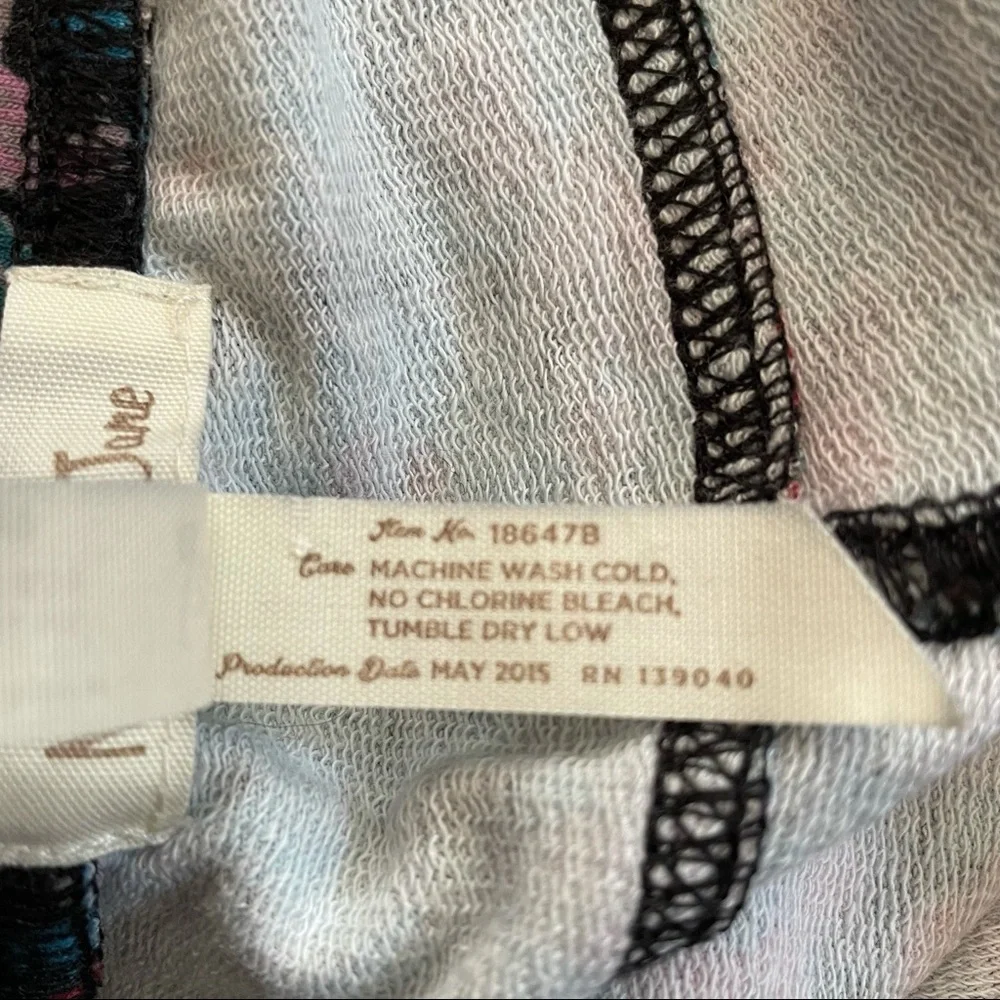 Jane
Item No. 18647B
Care MACHINE WASH COLD,
NO CHLORINE BLEACH,
TUMBLE DRY LOW
Production Date MAY 2015 RN 139040